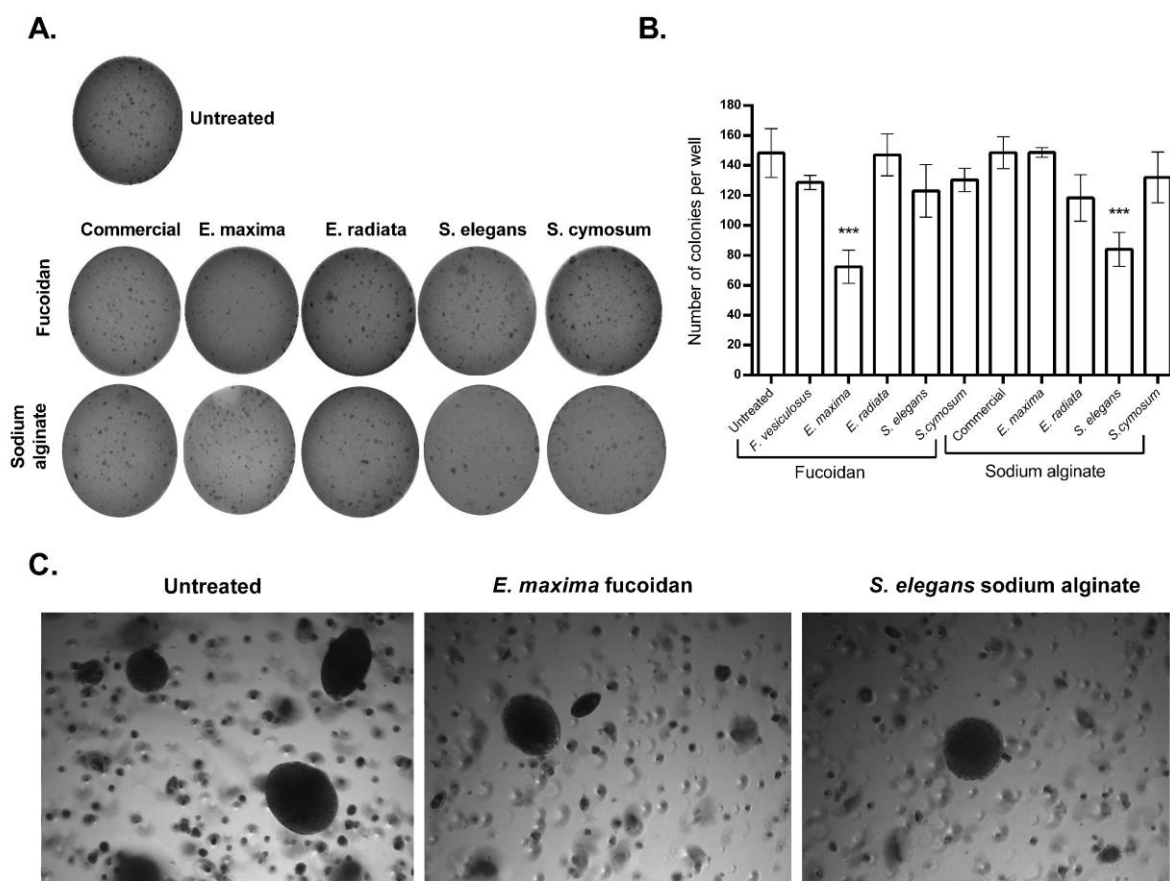 A.
Untreated
Commercial E. maxima E. radiata S. elegans S. cymosum
Fucoidan
Sodium
alginate
B.
Number of colonies per well
180
160
140
120
100
80
60
40
20
0
***
***
Untreated
F. vesiculosus
E. maxima
E. radiata
S. elegans
S.cymosum
Commercial
E. maxima
E. radiata
S. elegans
S.cymosum
Fucoidan
Sodium alginate
C.
Untreated
E. maxima fucoidan
S. elegans sodium alginate